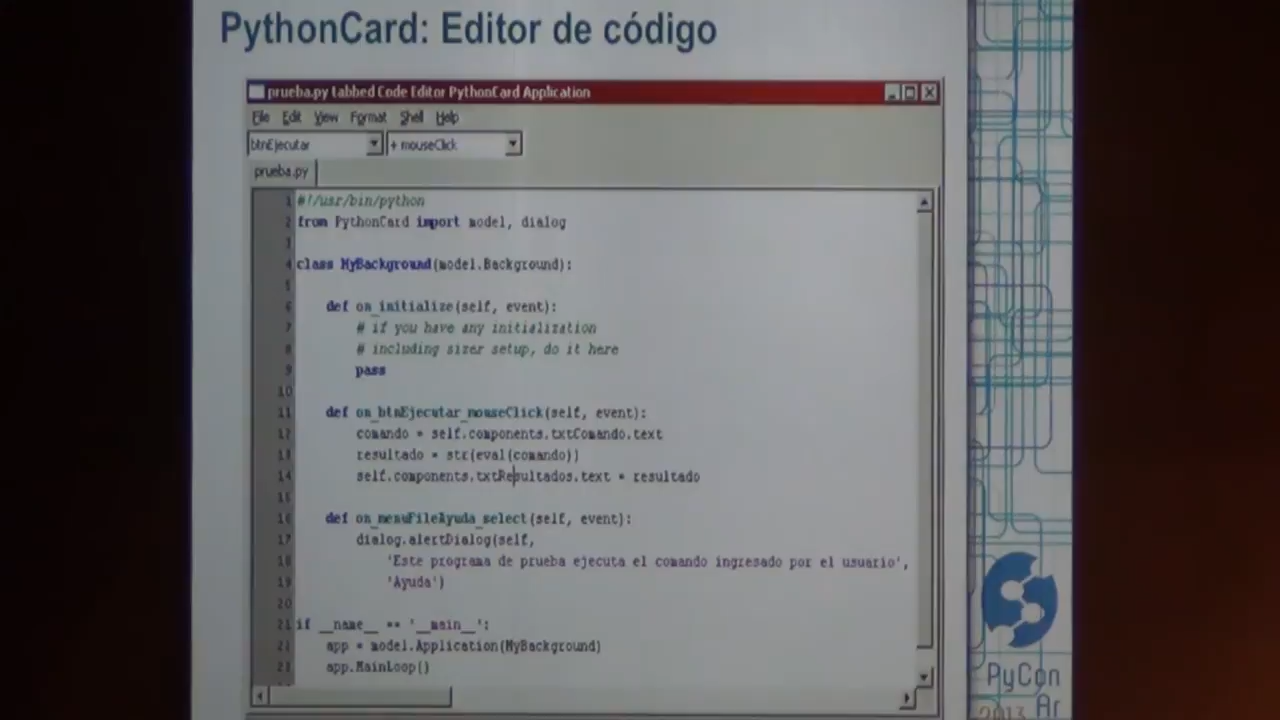 PythonCard: Editor de código
prueba.py tabbed Code Editor PythonCard Application
File Edit View Format Shell Help
btnEjecutar + mouseClick
prueba.py
1 #!/usr/bin/python
2 from PythonCard import model, dialog
3
4 class MyBackground(model.Background):
5
6 def on_initialize(self, event):
7 # if you have any initialization
8 # including sizer setup, do it here
9 pass
10
11 def on_btnEjecutar_mouseClick(self, event):
12 comando = self.components.txtComando.text
13 resultado = str(eval(comando))
14 self.components.txtResultados.text = resultado
15
16 def on_menuFileAyuda_select(self, event):
17 dialog.alertDialog(self,
18 'Este programa de prueba ejecuta el comando ingresado por el usuario',
19 'Ayuda')
20
21 if __name__ == '__main__':
22 app = model.Application(MyBackground)
23 app.MainLoop()
PyCon
2013 Ar